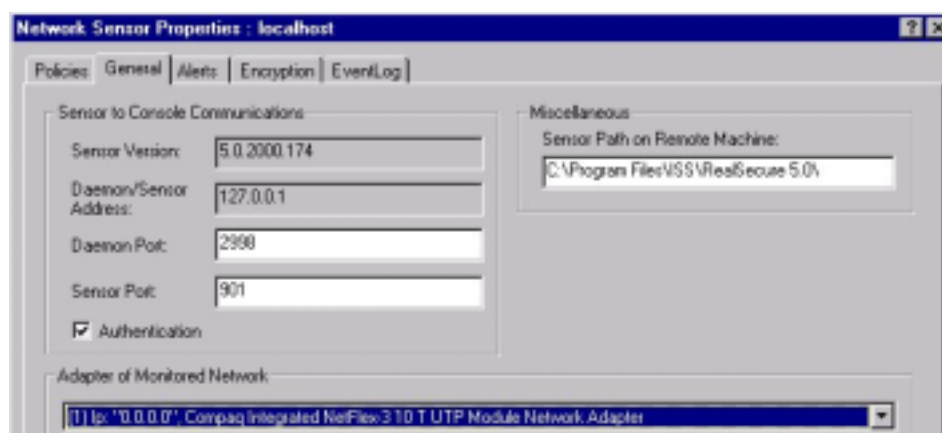 Network Sensor Properties : localhost
Policies General Alerts Encryption EventLog
Sensor to Console Communications
Sensor Version: 5.0.2000.174
Daemon/Sensor Address: 127.0.0.1
Daemon Port: 2998
Sensor Port: 901
Authentication
Miscellaneous
Sensor Path on Remote Machine:
C:\Program Files\ISS\RealSecure 5.0\
Adapter of Monitored Network
[1] Ip: "0.0.0.0", Compaq Integrated NetFlex-3 10 T UTP Module Network Adapter